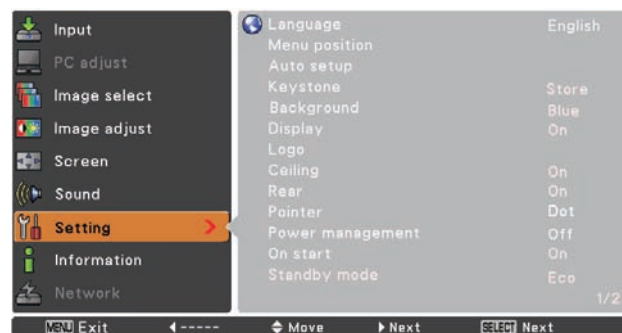 Input
PC adjust
Image select
Image adjust
Screen
Sound
Setting
Information
Network
Language English
Menu position
Auto setup
Keystone Store
Background Blue
Display On
Logo
Ceiling On
Rear On
Pointer Dot
Power management Off
On start On
Standby mode Eco
1/2
MENU Exit ◀----- Move Next SELECT Next